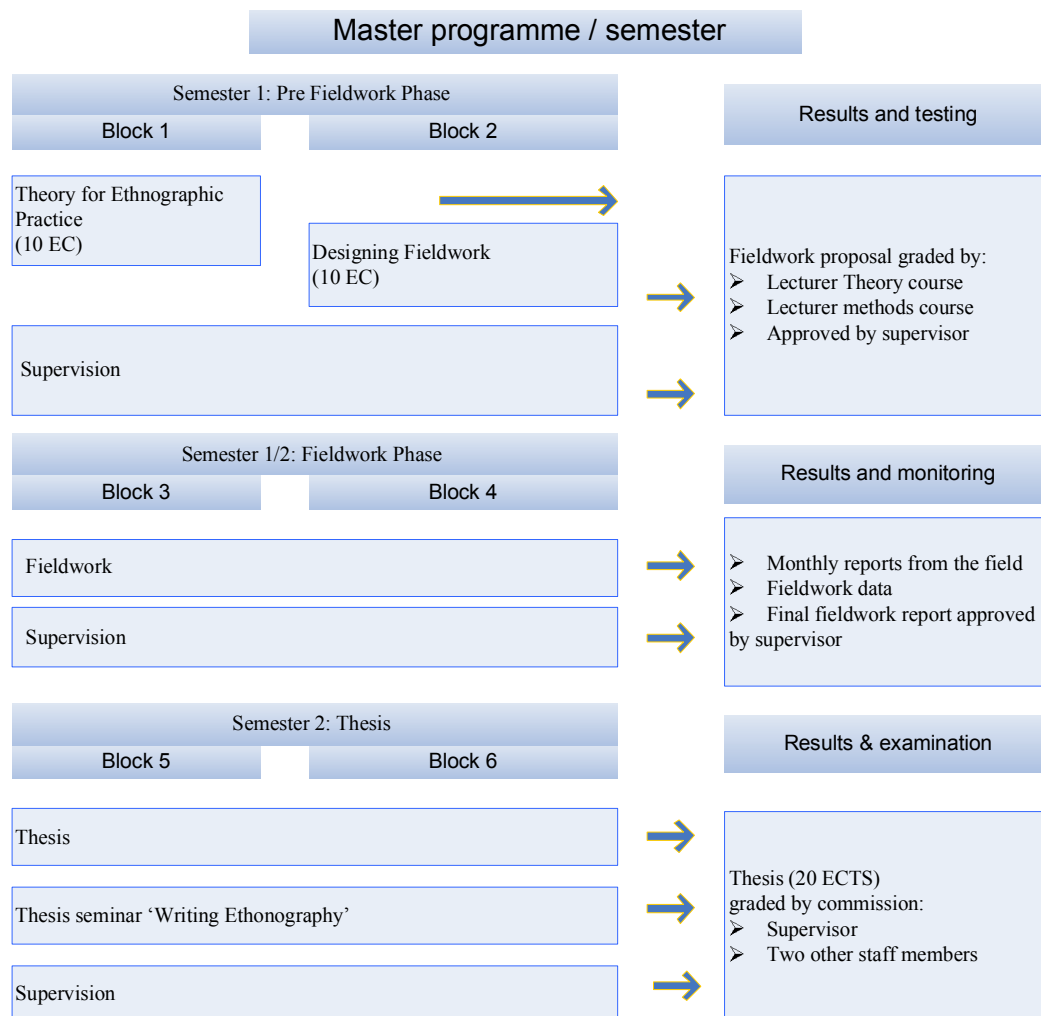 Master programme / semester
Semester 1: Pre Fieldwork Phase
Block 1
Block 2
Results and testing
Theory for Ethnographic
Practice
(10 EC)
Designing Fieldwork
(10 EC)
Supervision
Fieldwork proposal graded by:
➢ Lecturer Theory course
➢ Lecturer methods course
➢ Approved by supervisor
Semester 1/2: Fieldwork Phase
Block 3
Block 4
Results and monitoring
Fieldwork
Supervision
➢ Monthly reports from the field
➢ Fieldwork data
➢ Final fieldwork report approved
by supervisor
Semester 2: Thesis
Block 5
Block 6
Results & examination
Thesis
Thesis seminar ‘Writing Ethonography’
Supervision
Thesis (20 ECTS)
graded by commission:
➢ Supervisor
➢ Two other staff members